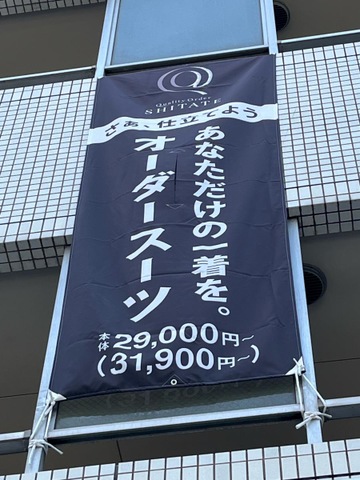 Quality Order
SHITATE
さあ、仕立てよう
あなただけの一着を。
オーダースーツ
本体29,000円～
(31,900円～)